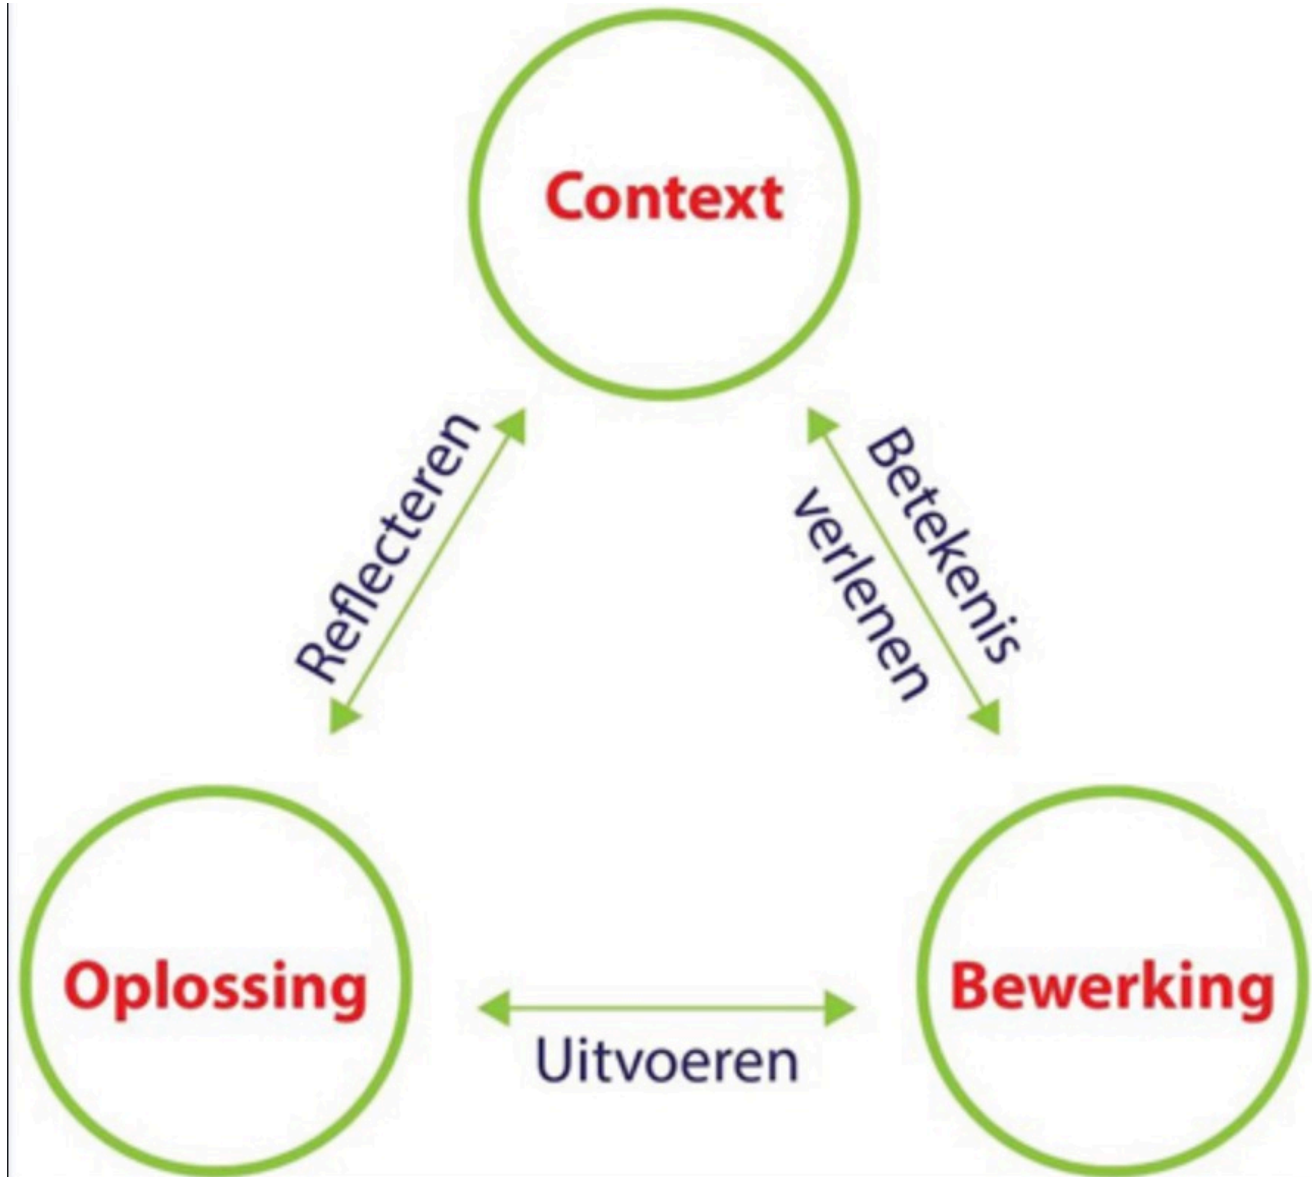 Context
Reflecteren
Betekenis
verlenen
Oplossing
Bewerking
Uitvoeren